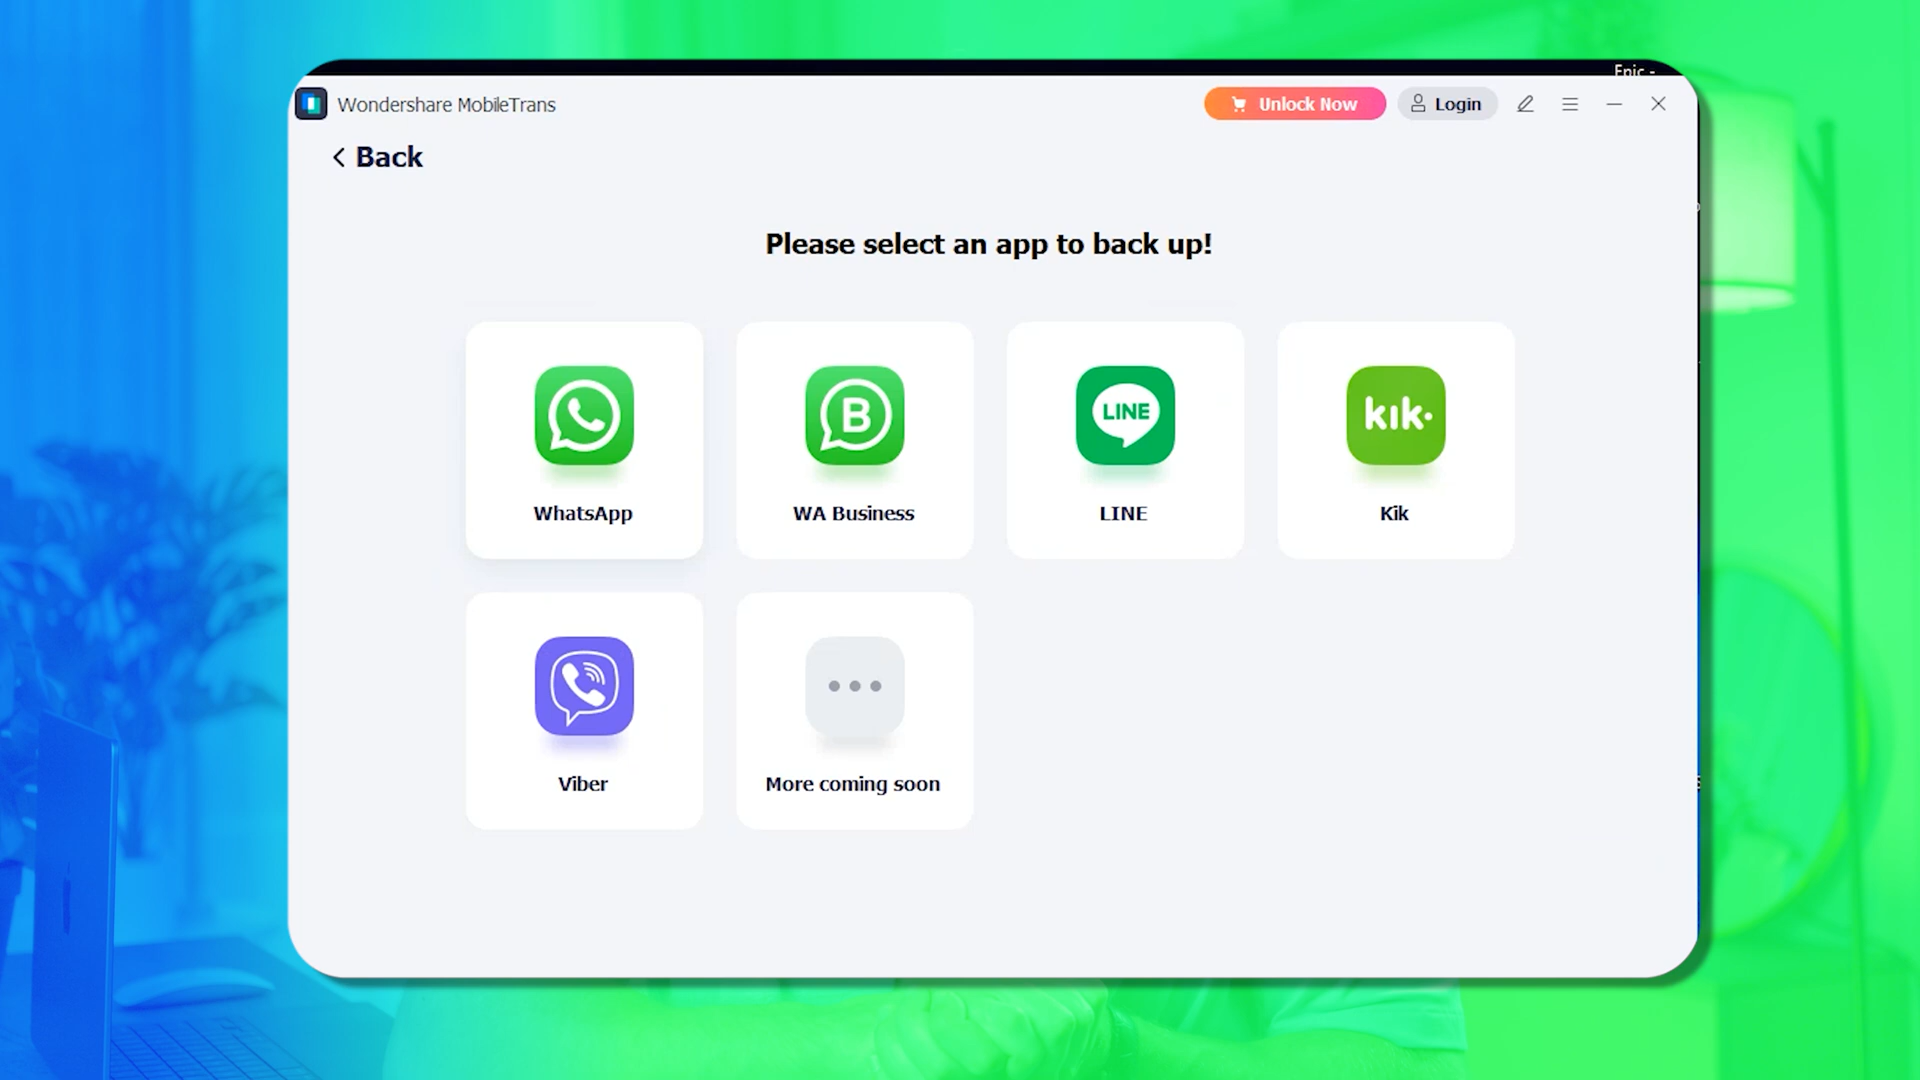 Epic -
Wondershare MobileTrans
Unlock Now
Login
Back
Please select an app to back up!
B
LINE
kik.
WhatsApp
WA Business
LINE
Kik
Viber
More coming soon